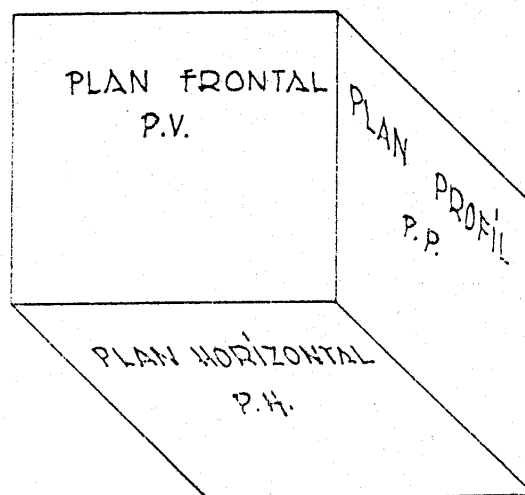 PLAN FRONTAL
P.V.
PLAN PROFIL
P.P.
PLAN HORIZONTAL
P.H.